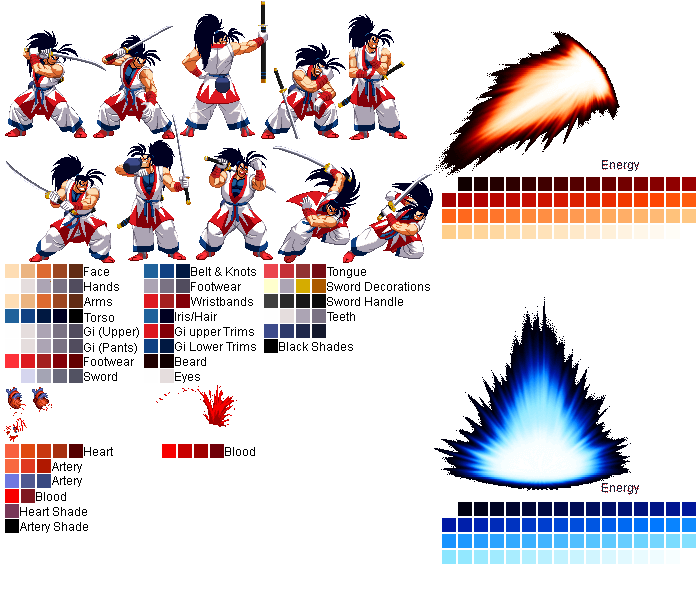 Energy
Face
Hands
Arms
Torso
Gi (Upper)
Gi (Pants)
Footwear
Sword
Belt & Knots
Footwear
Wristbands
Iris/Hair
Gi upper Trims
Gi Lower Trims
Beard
Eyes
Tongue
Sword Decorations
Sword Handle
Teeth
Black Shades
Heart
Artery
Artery
Blood
Heart Shade
Artery Shade
Blood
Energy